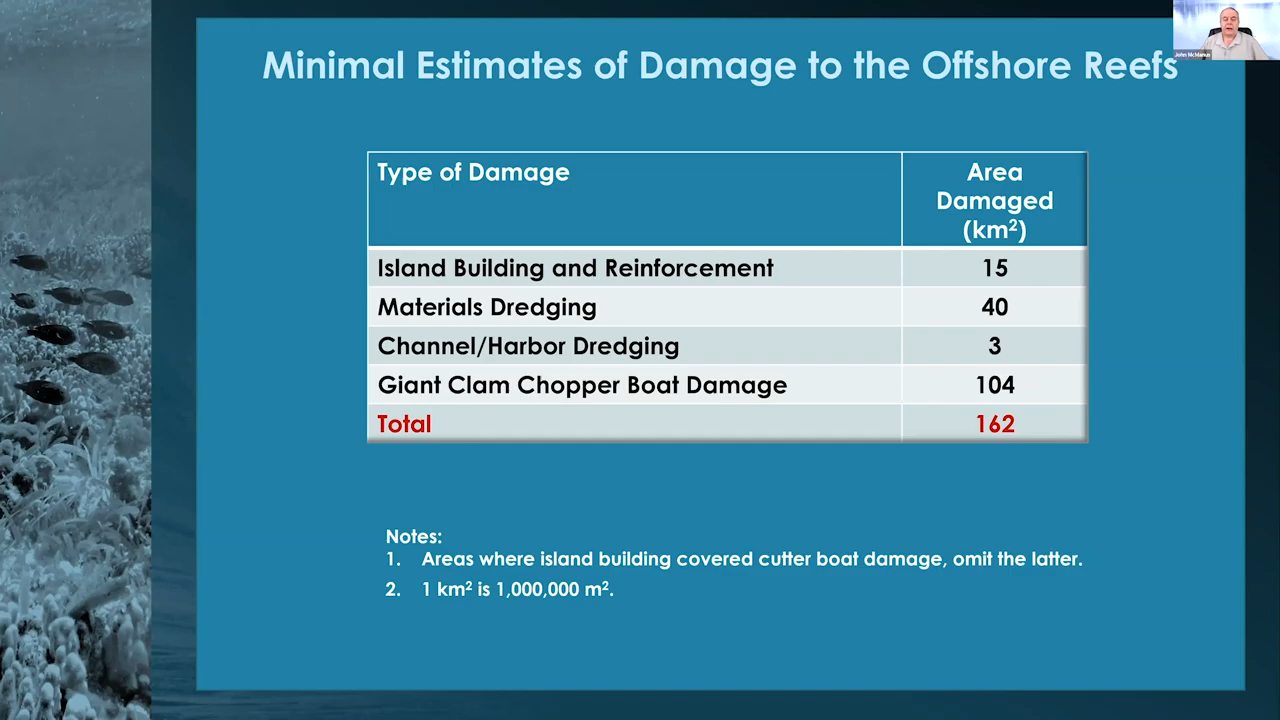 John McManus
Minimal Estimates of Damage to the Offshore Reefs
Type of Damage
Area
Damaged
(km²)
Island Building and Reinforcement 15
Materials Dredging 40
Channel/Harbor Dredging 3
Giant Clam Chopper Boat Damage 104
Total 162
Notes:
1. Areas where island building covered cutter boat damage, omit the latter.
2. 1 km² is 1,000,000 m².